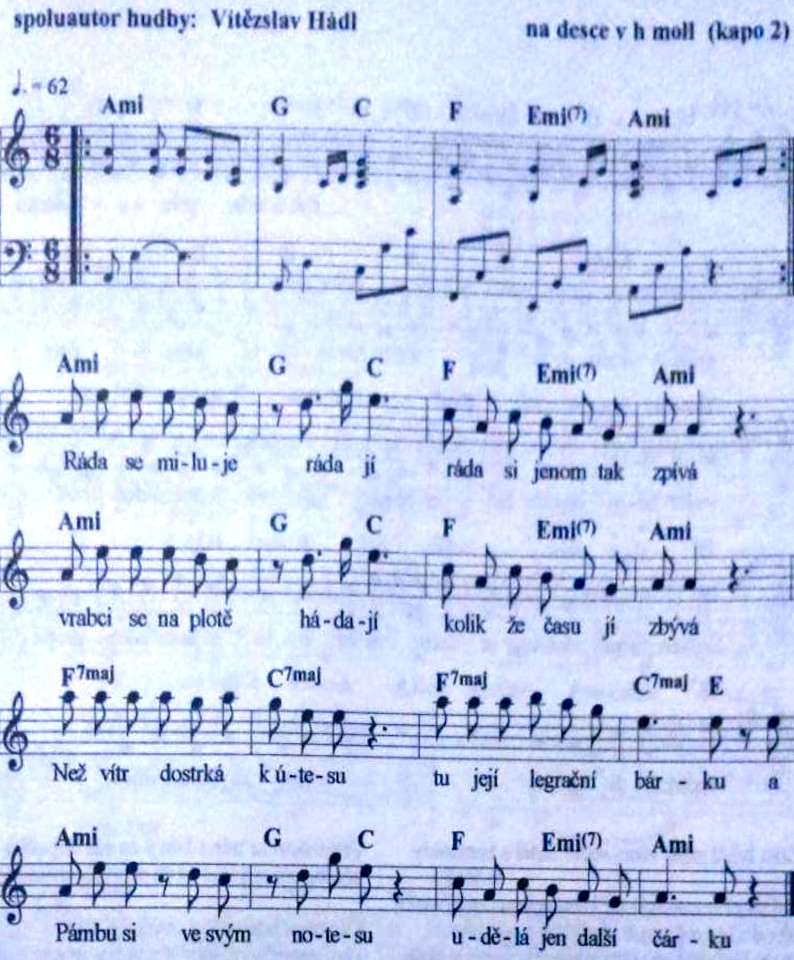 spoluautor hudby: Vítězslav Hádl
na desce v h moll (kapo 2)
♩. = 62
Ami G C F Emi(7) Ami
6 8
6 8
Ami G C F Emi(7) Ami
Ráda se mi-lu-je ráda jí ráda si jenom tak zpívá
Ami G C F Emi(7) Ami
vrabci se na plotě há-da-jí kolik že času jí zbývá
F7maj C7maj F7maj C7maj E
Než vítr dostrká k ú-te-su tu její legrační bár ku a
Ami G C F Emi(7) Ami
Pámbu si ve svým no-te-su u-dě-lá jen další čár-ku